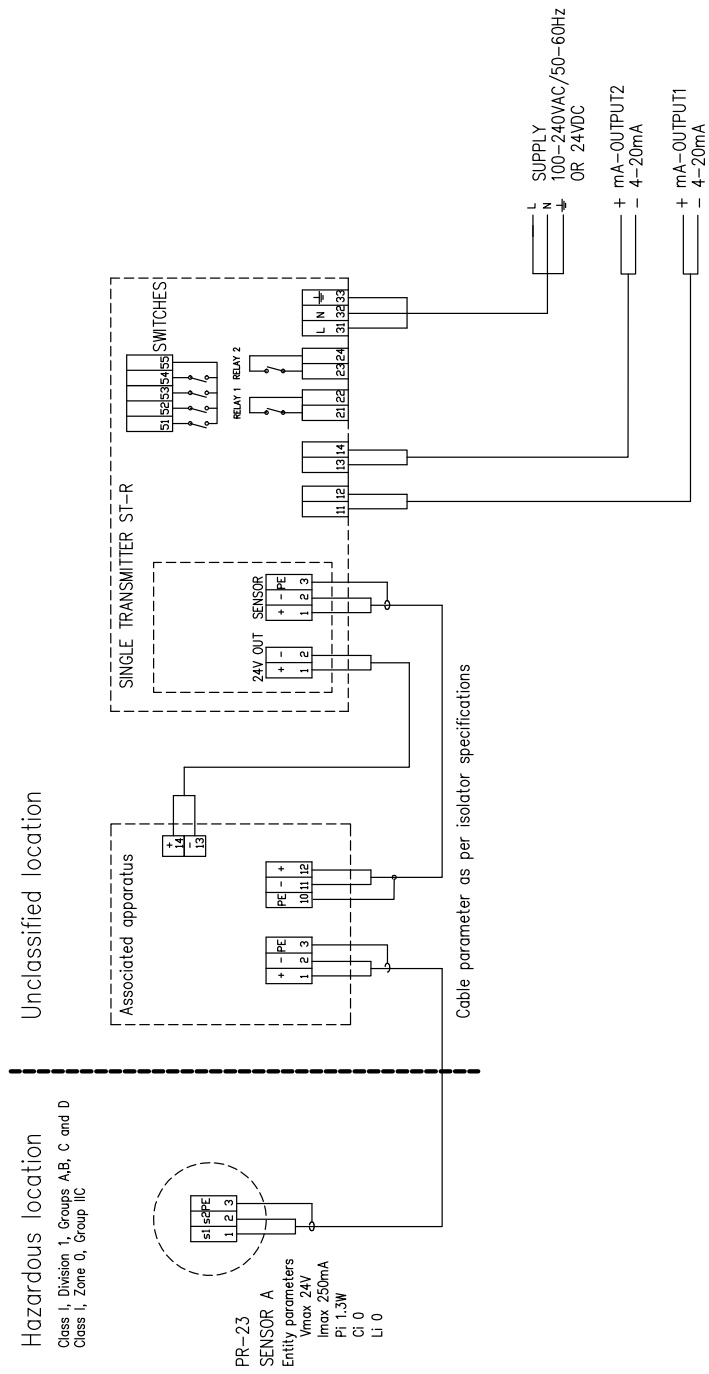 Hazardous location
Class I, Division 1, Groups A,B, C and D
Class I, Zone 0, Group IIC
PR-23
SENSOR A
Entity parameters
Vmax 24V
Imax 250mA
Pi 1.3W
Ci 0
Li 0
s1 s2 PE
1 2 3
Unclassified location
Associated apparatus
+ - PE
1 2 3
PE - +
10 11 12
+ -
14 13
Cable parameter as per isolator specifications
SINGLE TRANSMITTER ST-R
24V OUT
+ -
1 2
SENSOR
+ - PE
1 2 3
SWITCHES
51 52 53 54 55
RELAY 1 RELAY 2
11 12
13 14
21 22
23 24
L N ⏚
31 32 33
L SUPPLY
N 100-240VAC/50-60Hz
⏚ OR 24VDC
+ mA-OUTPUT2
- 4-20mA
+ mA-OUTPUT1
- 4-20mA